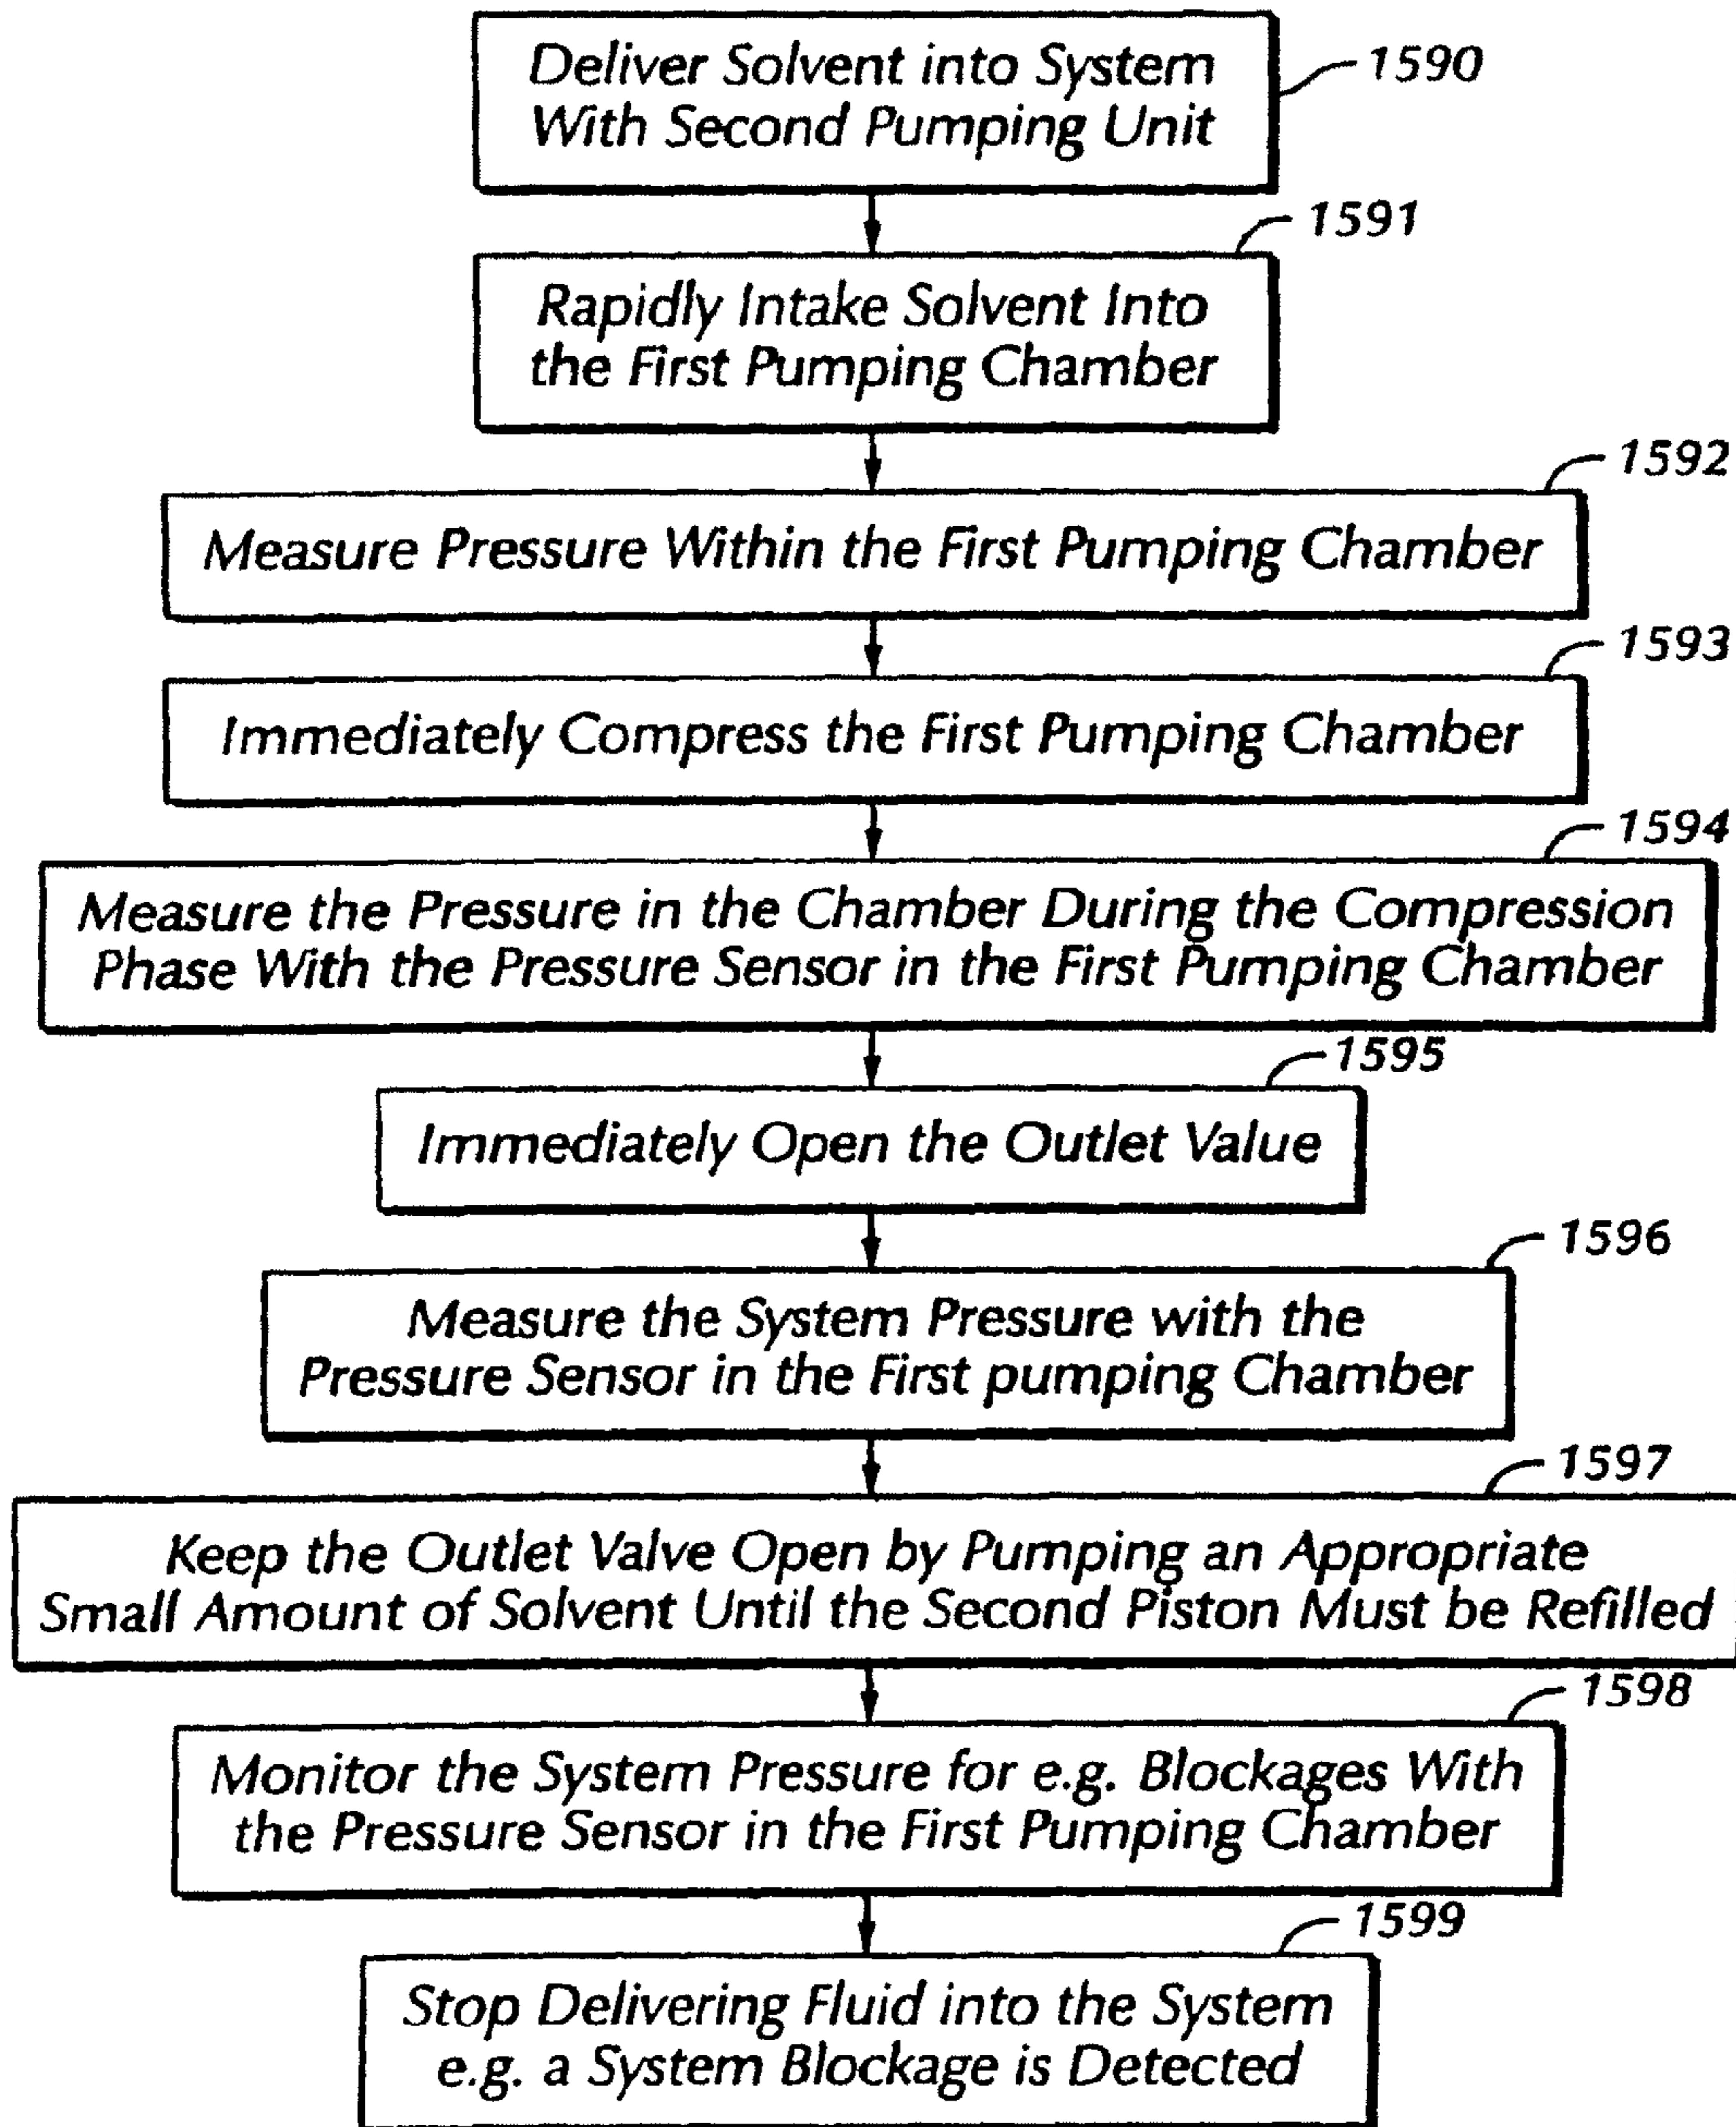 Deliver Solvent into System
With Second Pumping Unit
1590
1591
Rapidly Intake Solvent Into
the First Pumping Chamber
1592
Measure Pressure Within the First Pumping Chamber
1593
Immediately Compress the First Pumping Chamber
1594
Measure the Pressure in the Chamber During the Compression
Phase With the Pressure Sensor in the First Pumping Chamber
1595
Immediately Open the Outlet Value
1596
Measure the System Pressure with the
Pressure Sensor in the First pumping Chamber
1597
Keep the Outlet Valve Open by Pumping an Appropriate
Small Amount of Solvent Until the Second Piston Must be Refilled
1598
Monitor the System Pressure for e.g. Blockages With
the Pressure Sensor in the First Pumping Chamber
1599
Stop Delivering Fluid into the System
e.g. a System Blockage is Detected